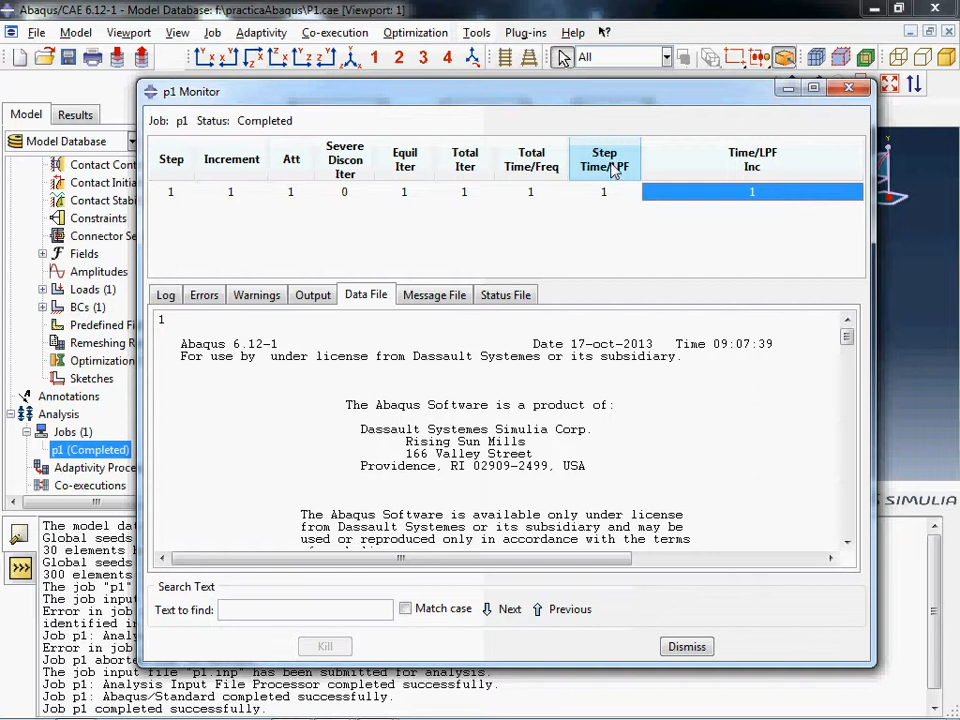 Abaqus/CAE 6.12-1 - Model Database: f:\practicaAbaqus\P1.cae [Viewport: 1]
File Model Viewport View Job Adaptivity Co-execution Optimization Tools Plug-ins Help
1 2 3 4 All
p1 Monitor
Model Results
Job: p1 Status: Completed
Model Database
Step Increment Att Severe Discon Iter Equil Iter Total Iter Total Time/Freq Step Time/LPF Time/LPF Inc
1 1 1 0 1 1 1 1 1
Contact Cont
Contact Initia
Contact Stab
Constraints
Connector Se
Fields
Amplitudes
Loads (1)
BCs (1)
Predefined Fi
Remeshing R
Optimization
Sketches
Annotations
Analysis
Jobs (1)
p1 (Completed)
Adaptivity Proce
Co-executions
Log Errors Warnings Output Data File Message File Status File
1
Abaqus 6.12-1 Date 17-oct-2013 Time 09:07:39
For use by under license from Dassault Systemes or its subsidiary.
The Abaqus Software is a product of:
Dassault Systemes Simulia Corp.
Rising Sun Mills
166 Valley Street
Providence, RI 02909-2499, USA
The Abaqus Software is available only under license
from Dassault Systemes or its subsidiary and may be
used or reproduced only in accordance with the terms
SIMULIA
Search Text
Text to find: Match case Next Previous
Kill Dismiss
The model dat
Global seeds
30 elements h
Global seeds
300 elements
The job "p1"
The job input
Error in job
identified in
Job p1: Analy
Error in job
Job p1 aborte
The job input file "p1.inp" has been submitted for analysis.
Job p1: Analysis Input File Processor completed successfully.
Job p1: Abaqus/Standard completed successfully.
Job p1 completed successfully.